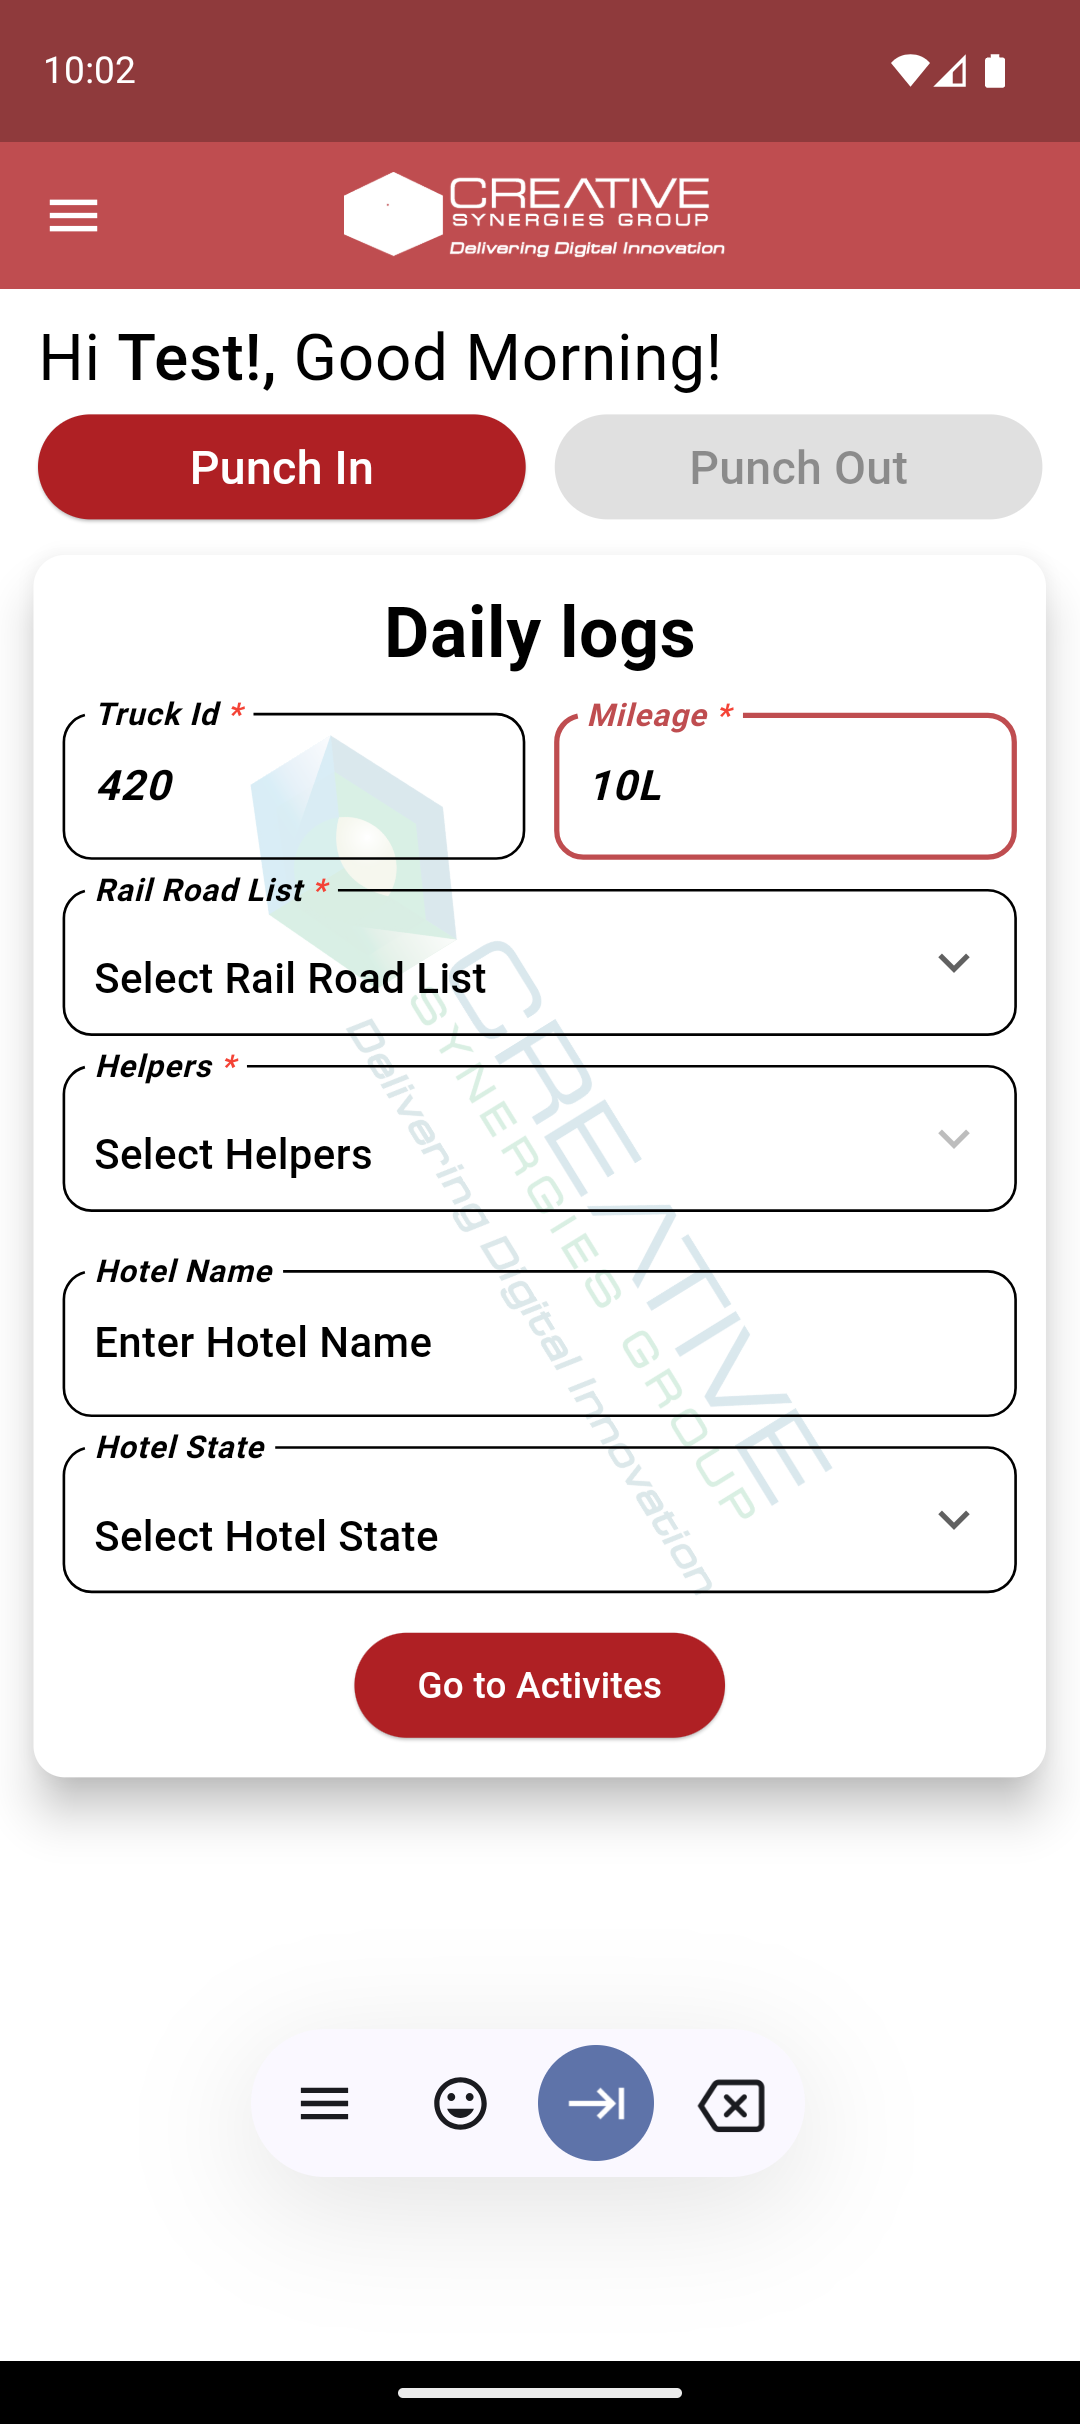 10:02
CREATIVE
SYNERGIES GROUP
Delivering Digital Innovation
Hi Test!, Good Morning!
Punch In
Punch Out
Daily logs
Truck Id *
Mileage *
420
10L
Rail Road List *
Select Rail Road List
Helpers *
Select Helpers
Hotel Name
Enter Hotel Name
Hotel State
Select Hotel State
CREATIVE
SYNERGIES GROUP
Delivering Digital Innovation
Go to Activites